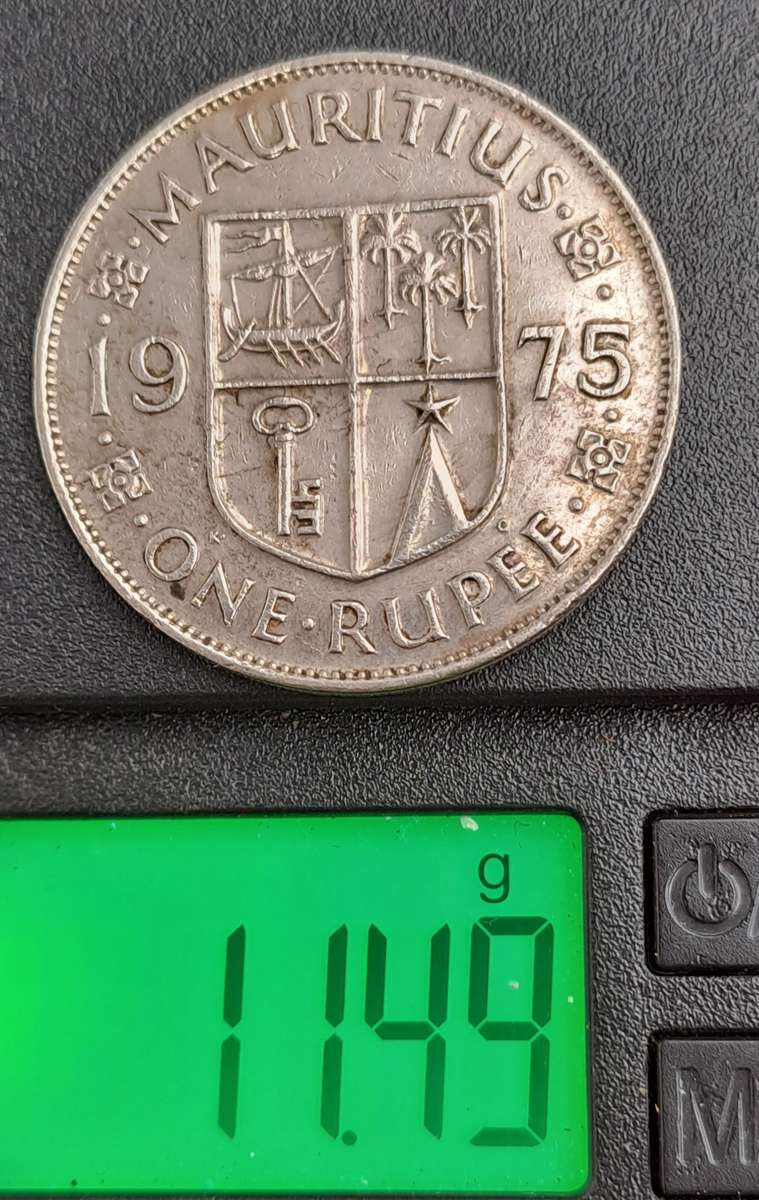 MAURITIUS
19 75
ONE·RUPEE
K C
g
11.49
M